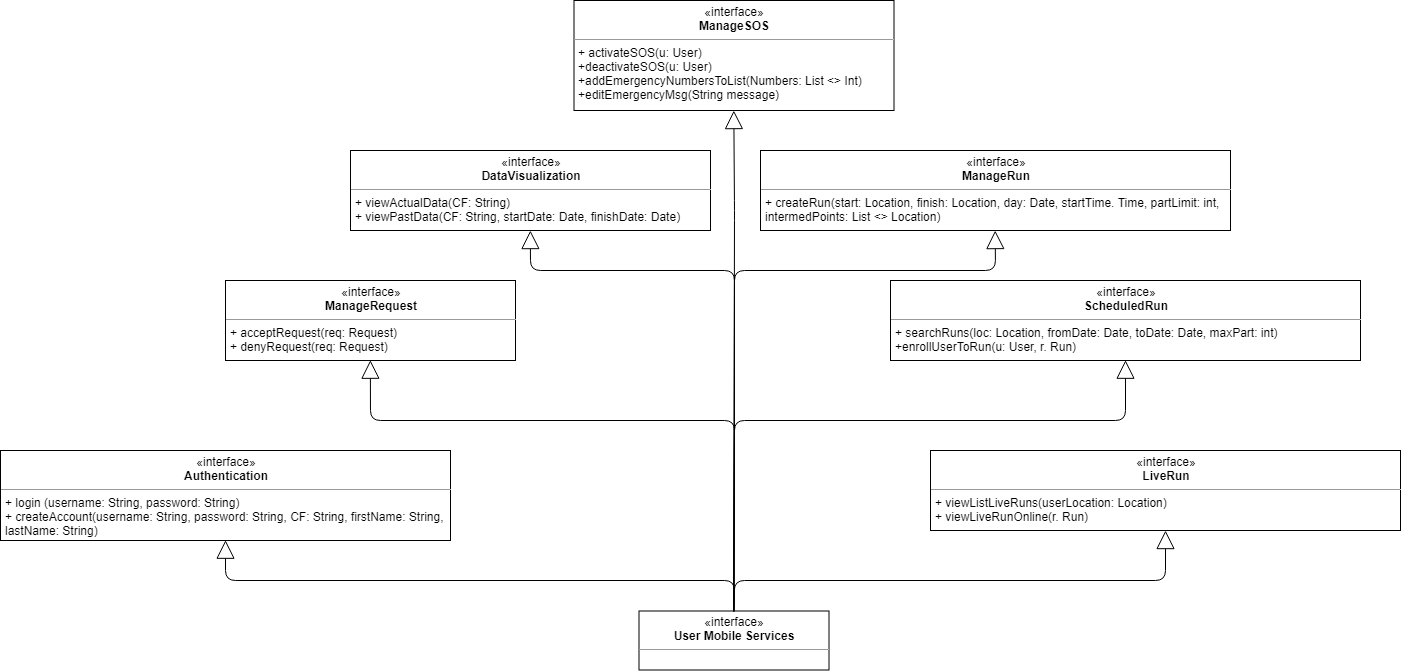 «interface»
ManageSOS
+ activateSOS(u: User)
+deactivateSOS(u: User)
+addEmergencyNumbersToList(Numbers: List <> Int)
+editEmergencyMsg(String message)
«interface»
DataVisualization
+ viewActualData(CF: String)
+ viewPastData(CF: String, startDate: Date, finishDate: Date)
«interface»
ManageRun
+ createRun(start: Location, finish: Location, day: Date, startTime. Time, partLimit: int,
intermedPoints: List <> Location)
«interface»
ManageRequest
+ acceptRequest(req: Request)
+ denyRequest(req: Request)
«interface»
ScheduledRun
+ searchRuns(loc: Location, fromDate: Date, toDate: Date, maxPart: int)
+enrollUserToRun(u: User, r. Run)
«interface»
Authentication
+ login (username: String, password: String)
+ createAccount(username: String, password: String, CF: String, firstName: String,
lastName: String)
«interface»
LiveRun
+ viewListLiveRuns(userLocation: Location)
+ viewLiveRunOnline(r. Run)
«interface»
User Mobile Services